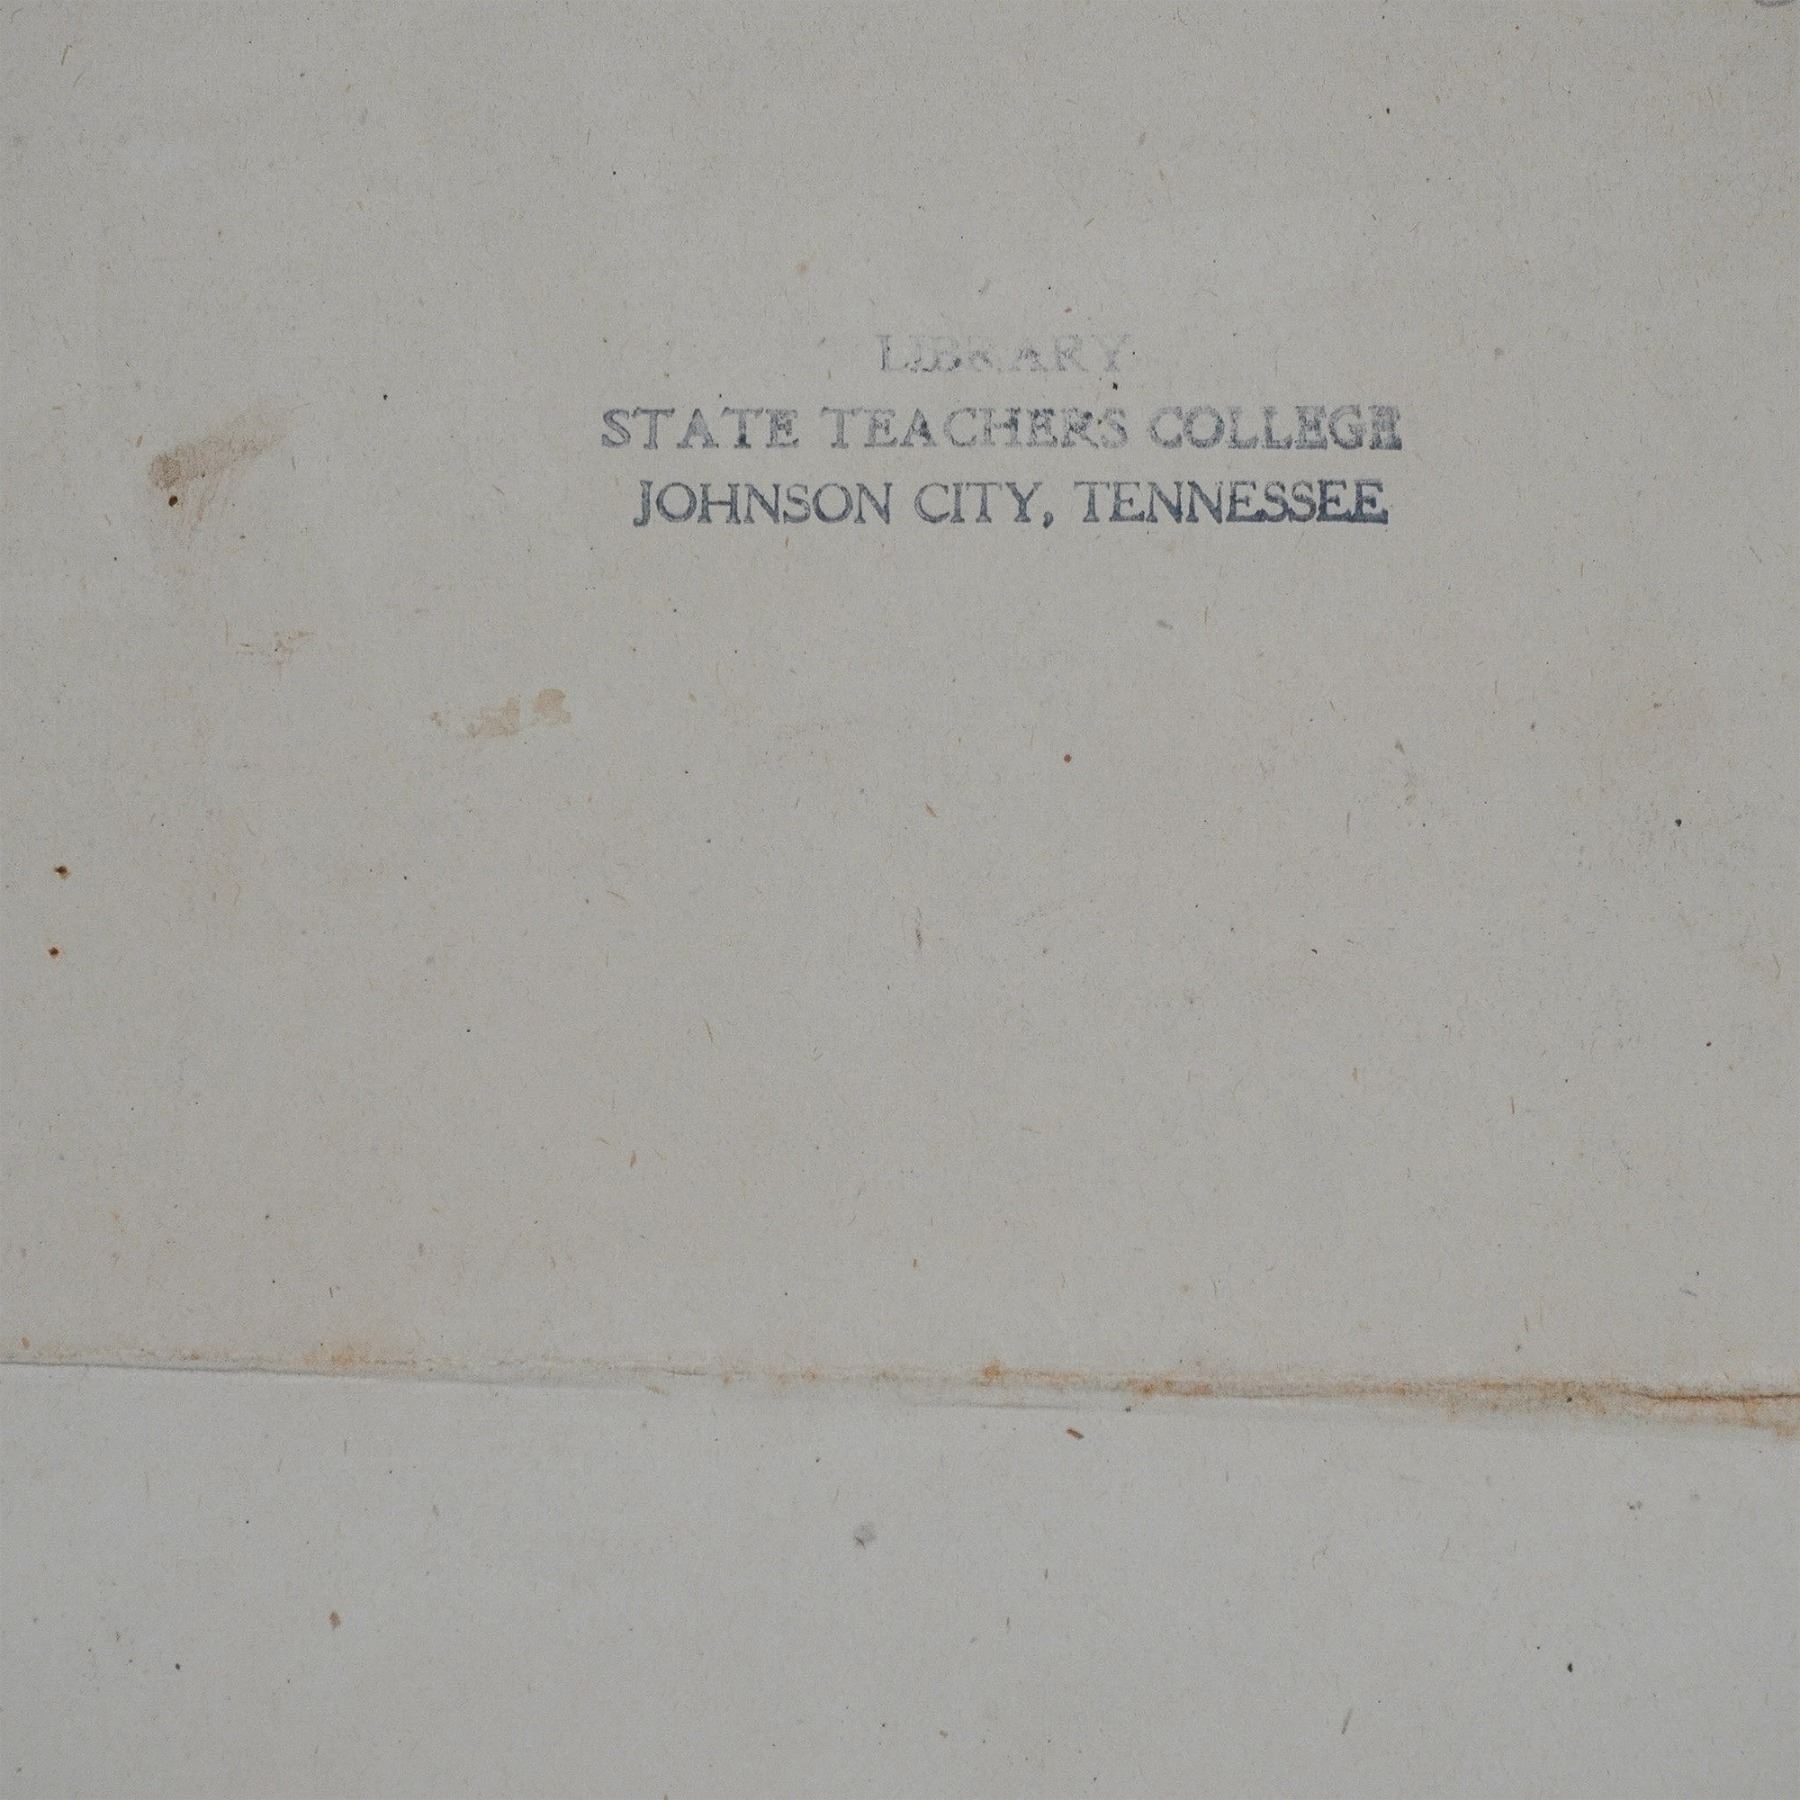 LIBRARY
STATE TEACHERS COLLEGE
JOHNSON CITY, TENNESSEE